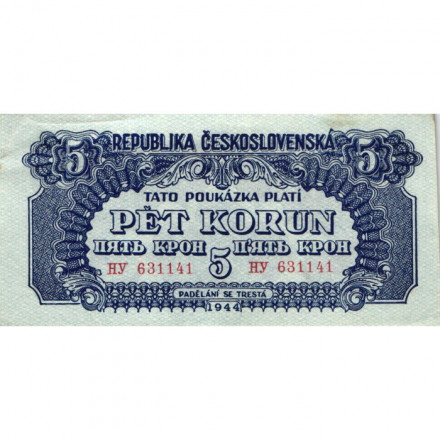 5 REPUBLIKA ČESKOSLOVENSKÁ 5
TATO POUKÁZKA PLATÍ
PĚT KORUN
ПЯТЬ КРОН П'ЯТЬ КРОН
НУ 631141 5 НУ 631141
PADĚLÁNÍ SE TRESTÁ
1944